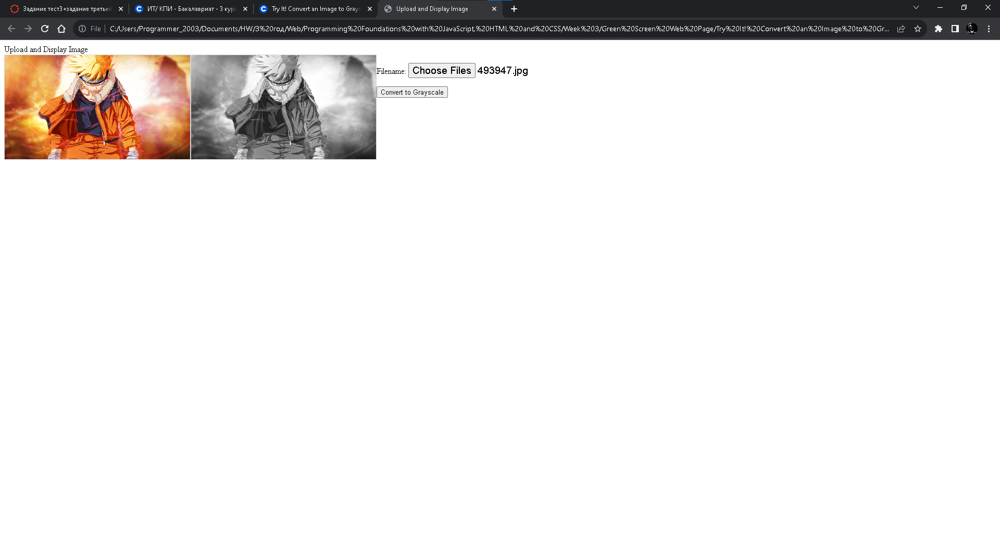 Задание тест3+задание третьей
ИТ/ КПИ - Бакалавриат - 3 курс
Try It! Convert an Image to Grays
Upload and Display Image
File
C:/Users/Programmer_2003/Documents/HW/3%20год/Web/Programming%20Foundations%20with%20JavaScript,%20HTML%20and%20CSS/Week%203/Green%20Screen%20Web%20Page/Try%20It!%20Convert%20an%20Image%20to%20Gr...
Upload and Display Image
Filename: Choose Files 493947.jpg
Convert to Grayscale